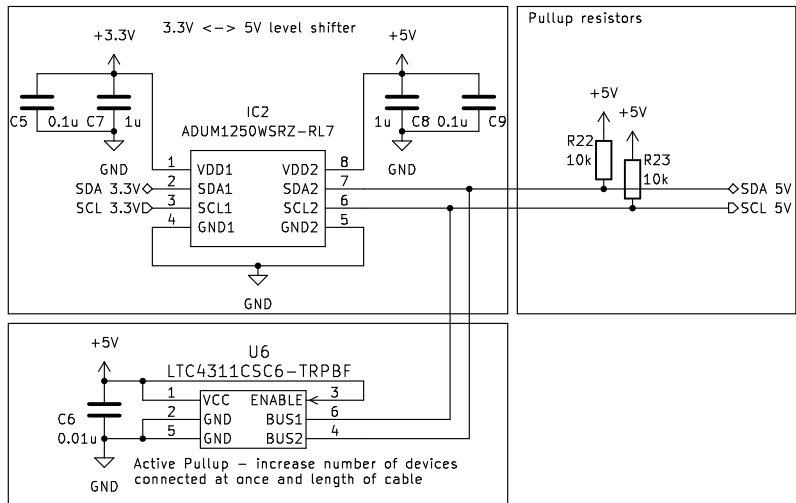 3.3V <-> 5V level shifter
+3.3V
+5V
C5 0.1u C7 1u
1u C8 0.1u C9
GND
GND
IC2
ADUM1250WSRZ-RL7
1 VDD1 VDD2 8
SDA 3.3V 2 SDA1 SDA2 7
SCL 3.3V 3 SCL1 SCL2 6
4 GND1 GND2 5
GND
Pullup resistors
+5V
+5V
R22
10k
R23
10k
SDA 5V
SCL 5V
+5V
U6
LTC4311CSC6-TRPBF
1 VCC ENABLE 3
2 GND BUS1 6
5 GND BUS2 4
C6
0.01u
GND
Active Pullup - increase number of devices
connected at once and length of cable